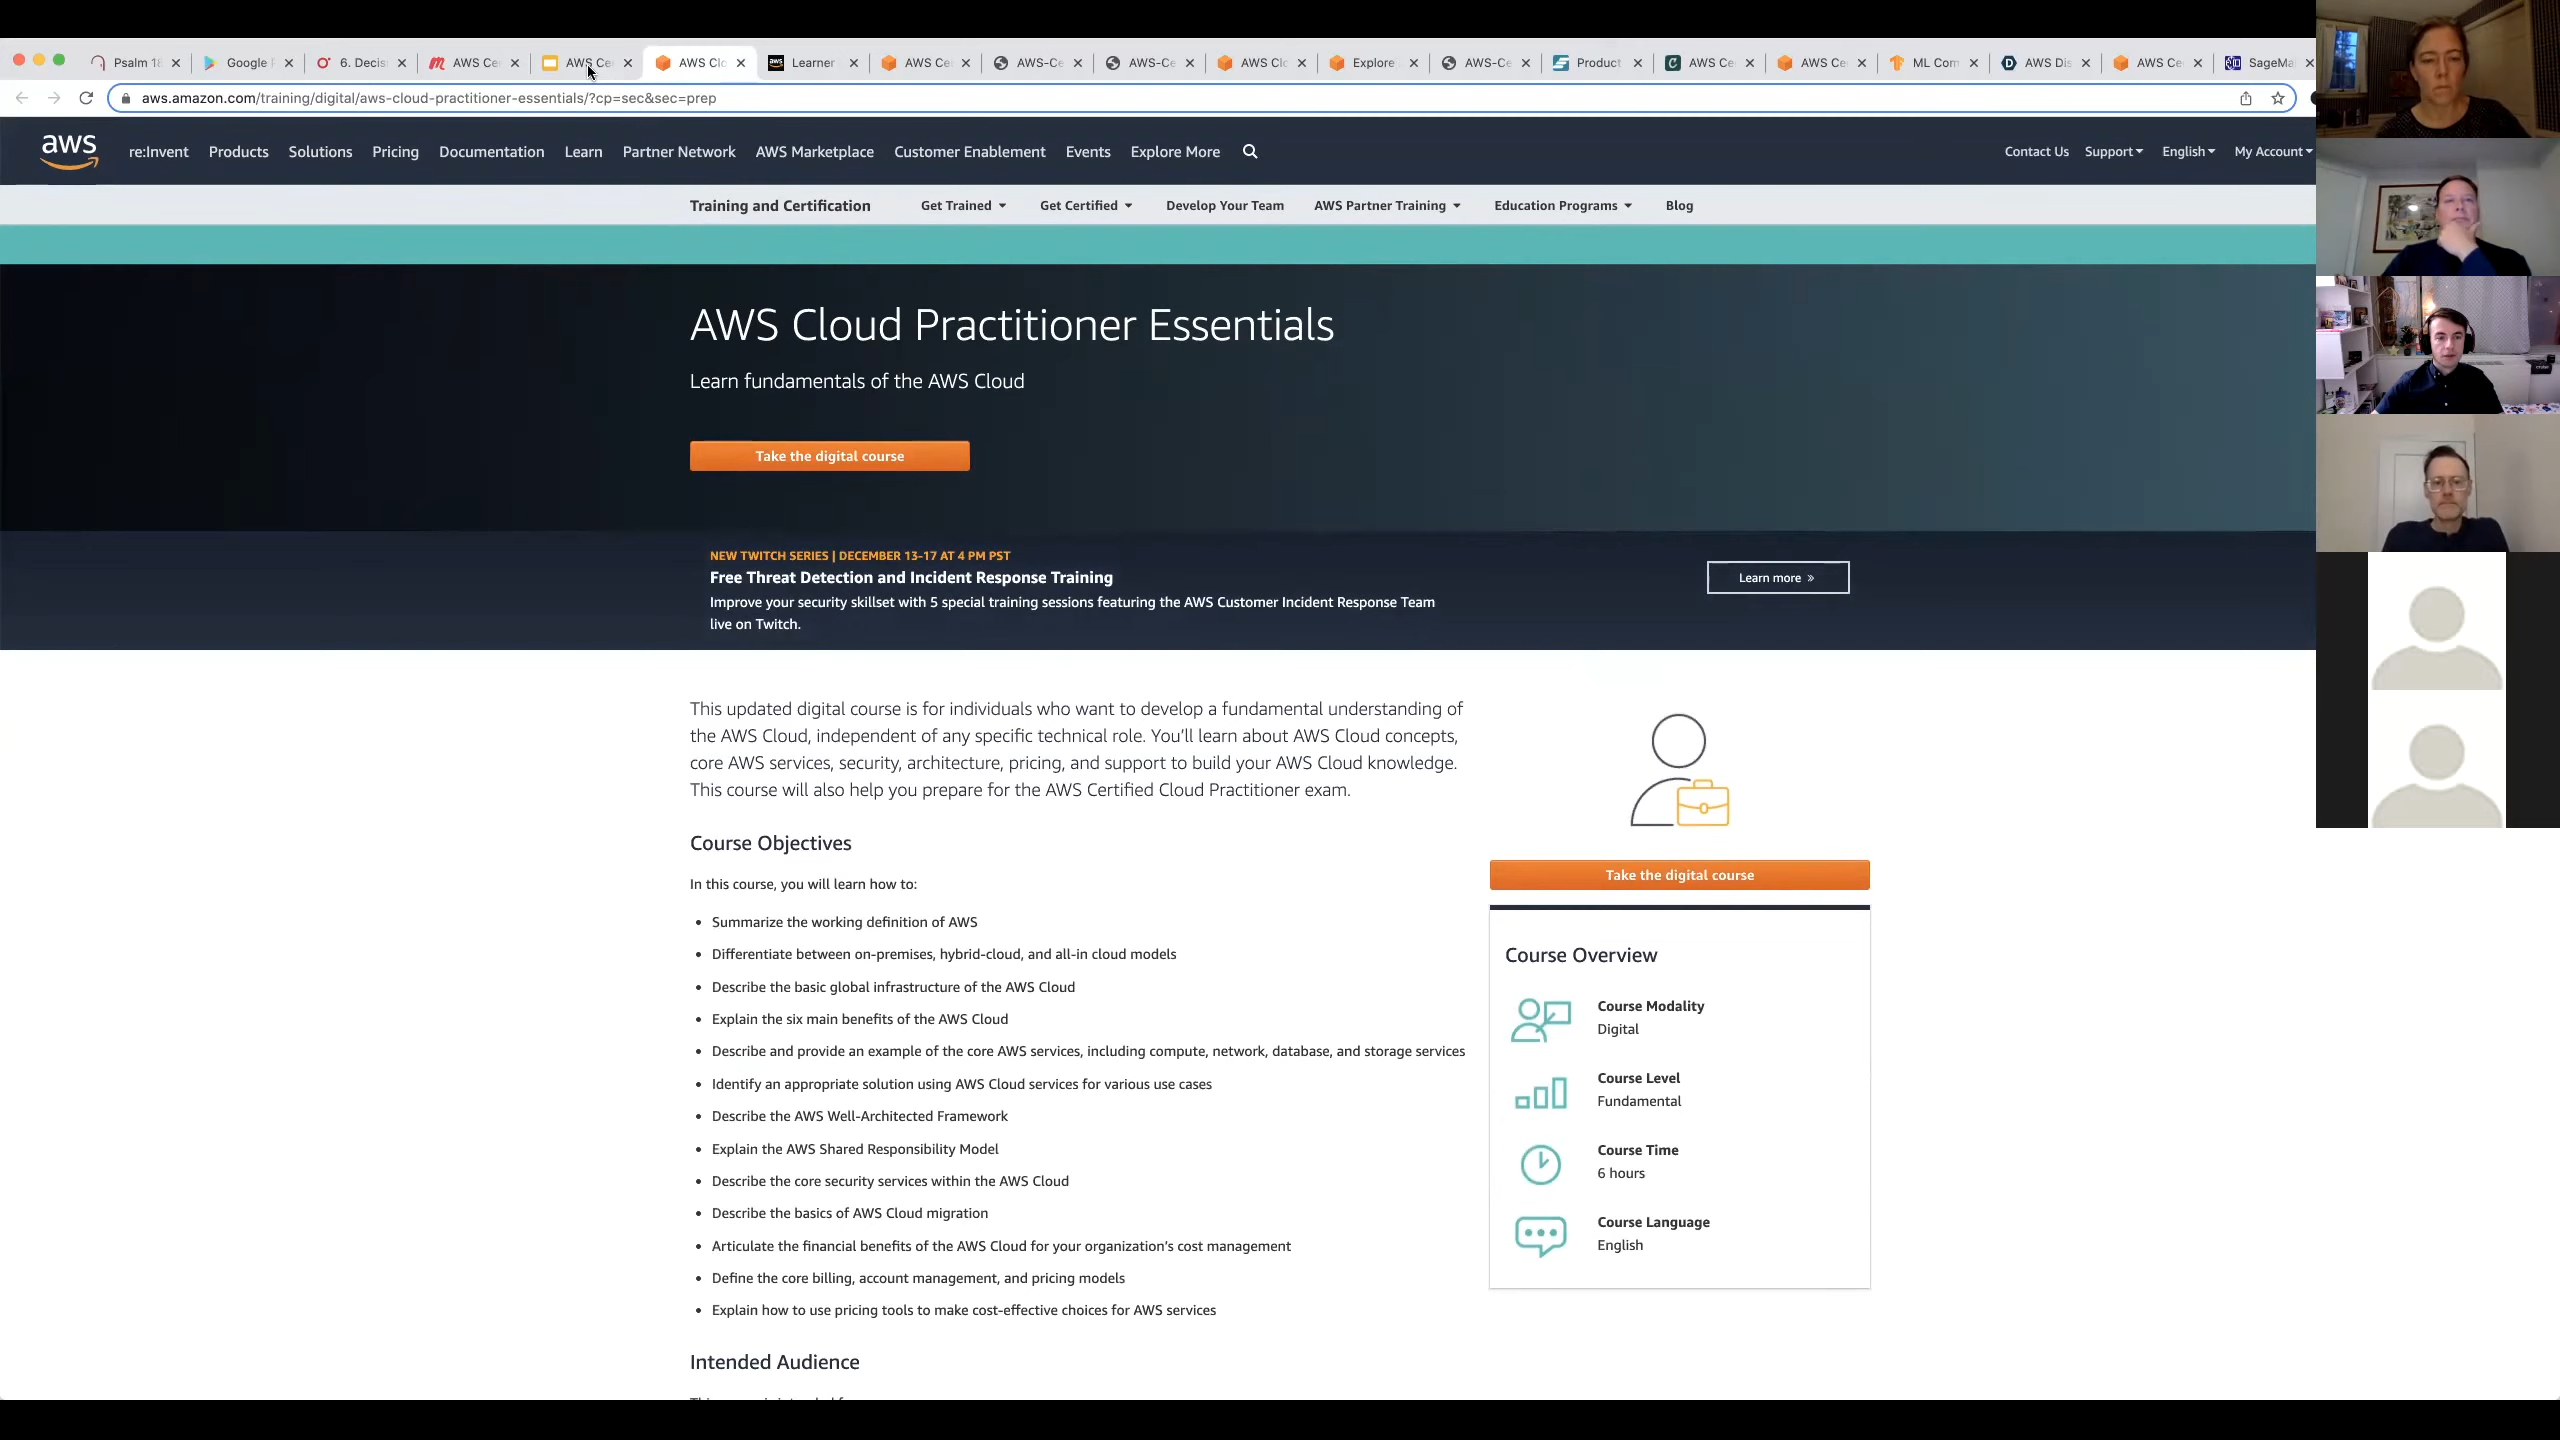 Psalm 18
Google
6. Decis
AWS Ce
AWS Ce
AWS Clo
Learner
AWS Ce
AWS-Ce
AWS-Ce
AWS Clo
Explore
AWS-Ce
Product
AWS Ce
AWS Ce
ML Com
AWS Dis
AWS Ce
SageMa
aws.amazon.com/training/digital/aws-cloud-practitioner-essentials/?cp=sec&sec=prep
aws
re:Invent Products Solutions Pricing Documentation Learn Partner Network AWS Marketplace Customer Enablement Events Explore More
Contact Us Support English My Account
Training and Certification Get Trained Get Certified Develop Your Team AWS Partner Training Education Programs Blog
AWS Cloud Practitioner Essentials
Learn fundamentals of the AWS Cloud
Take the digital course
NEW TWITCH SERIES | DECEMBER 13-17 AT 4 PM PST
Free Threat Detection and Incident Response Training
Improve your security skillset with 5 special training sessions featuring the AWS Customer Incident Response Team
live on Twitch.
Learn more »
This updated digital course is for individuals who want to develop a fundamental understanding of
the AWS Cloud, independent of any specific technical role. You’ll learn about AWS Cloud concepts,
core AWS services, security, architecture, pricing, and support to build your AWS Cloud knowledge.
This course will also help you prepare for the AWS Certified Cloud Practitioner exam.
Course Objectives
In this course, you will learn how to:
• Summarize the working definition of AWS
• Differentiate between on-premises, hybrid-cloud, and all-in cloud models
• Describe the basic global infrastructure of the AWS Cloud
• Explain the six main benefits of the AWS Cloud
• Describe and provide an example of the core AWS services, including compute, network, database, and storage services
• Identify an appropriate solution using AWS Cloud services for various use cases
• Describe the AWS Well-Architected Framework
• Explain the AWS Shared Responsibility Model
• Describe the core security services within the AWS Cloud
• Describe the basics of AWS Cloud migration
• Articulate the financial benefits of the AWS Cloud for your organization’s cost management
• Define the core billing, account management, and pricing models
• Explain how to use pricing tools to make cost-effective choices for AWS services
Intended Audience
Take the digital course
Course Overview
Course Modality
Digital
Course Level
Fundamental
Course Time
6 hours
Course Language
English